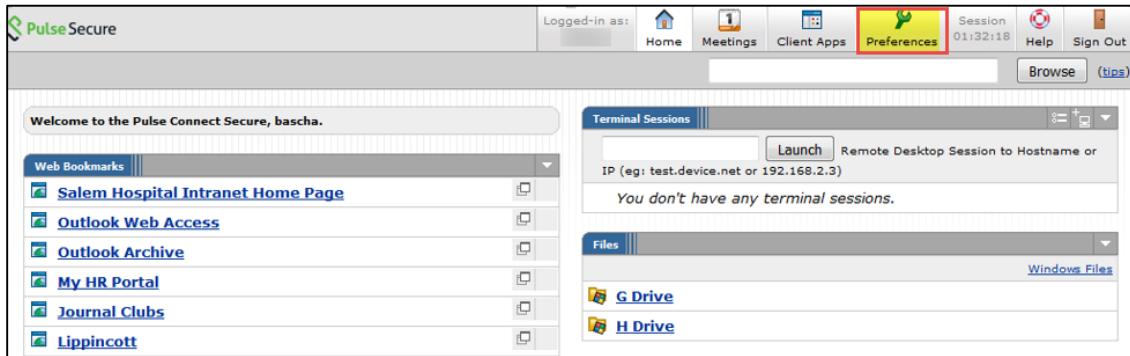 Pulse Secure
Logged-in as:
Home
Meetings
Client Apps
Preferences
Session
01:32:18
Help
Sign Out
Browse
(tips)
Welcome to the Pulse Connect Secure, bascha.
Web Bookmarks
Salem Hospital Intranet Home Page
Outlook Web Access
Outlook Archive
My HR Portal
Journal Clubs
Lippincott
Terminal Sessions
Launch Remote Desktop Session to Hostname or
IP (eg: test.device.net or 192.168.2.3)
You don't have any terminal sessions.
Files
Windows Files
G Drive
H Drive